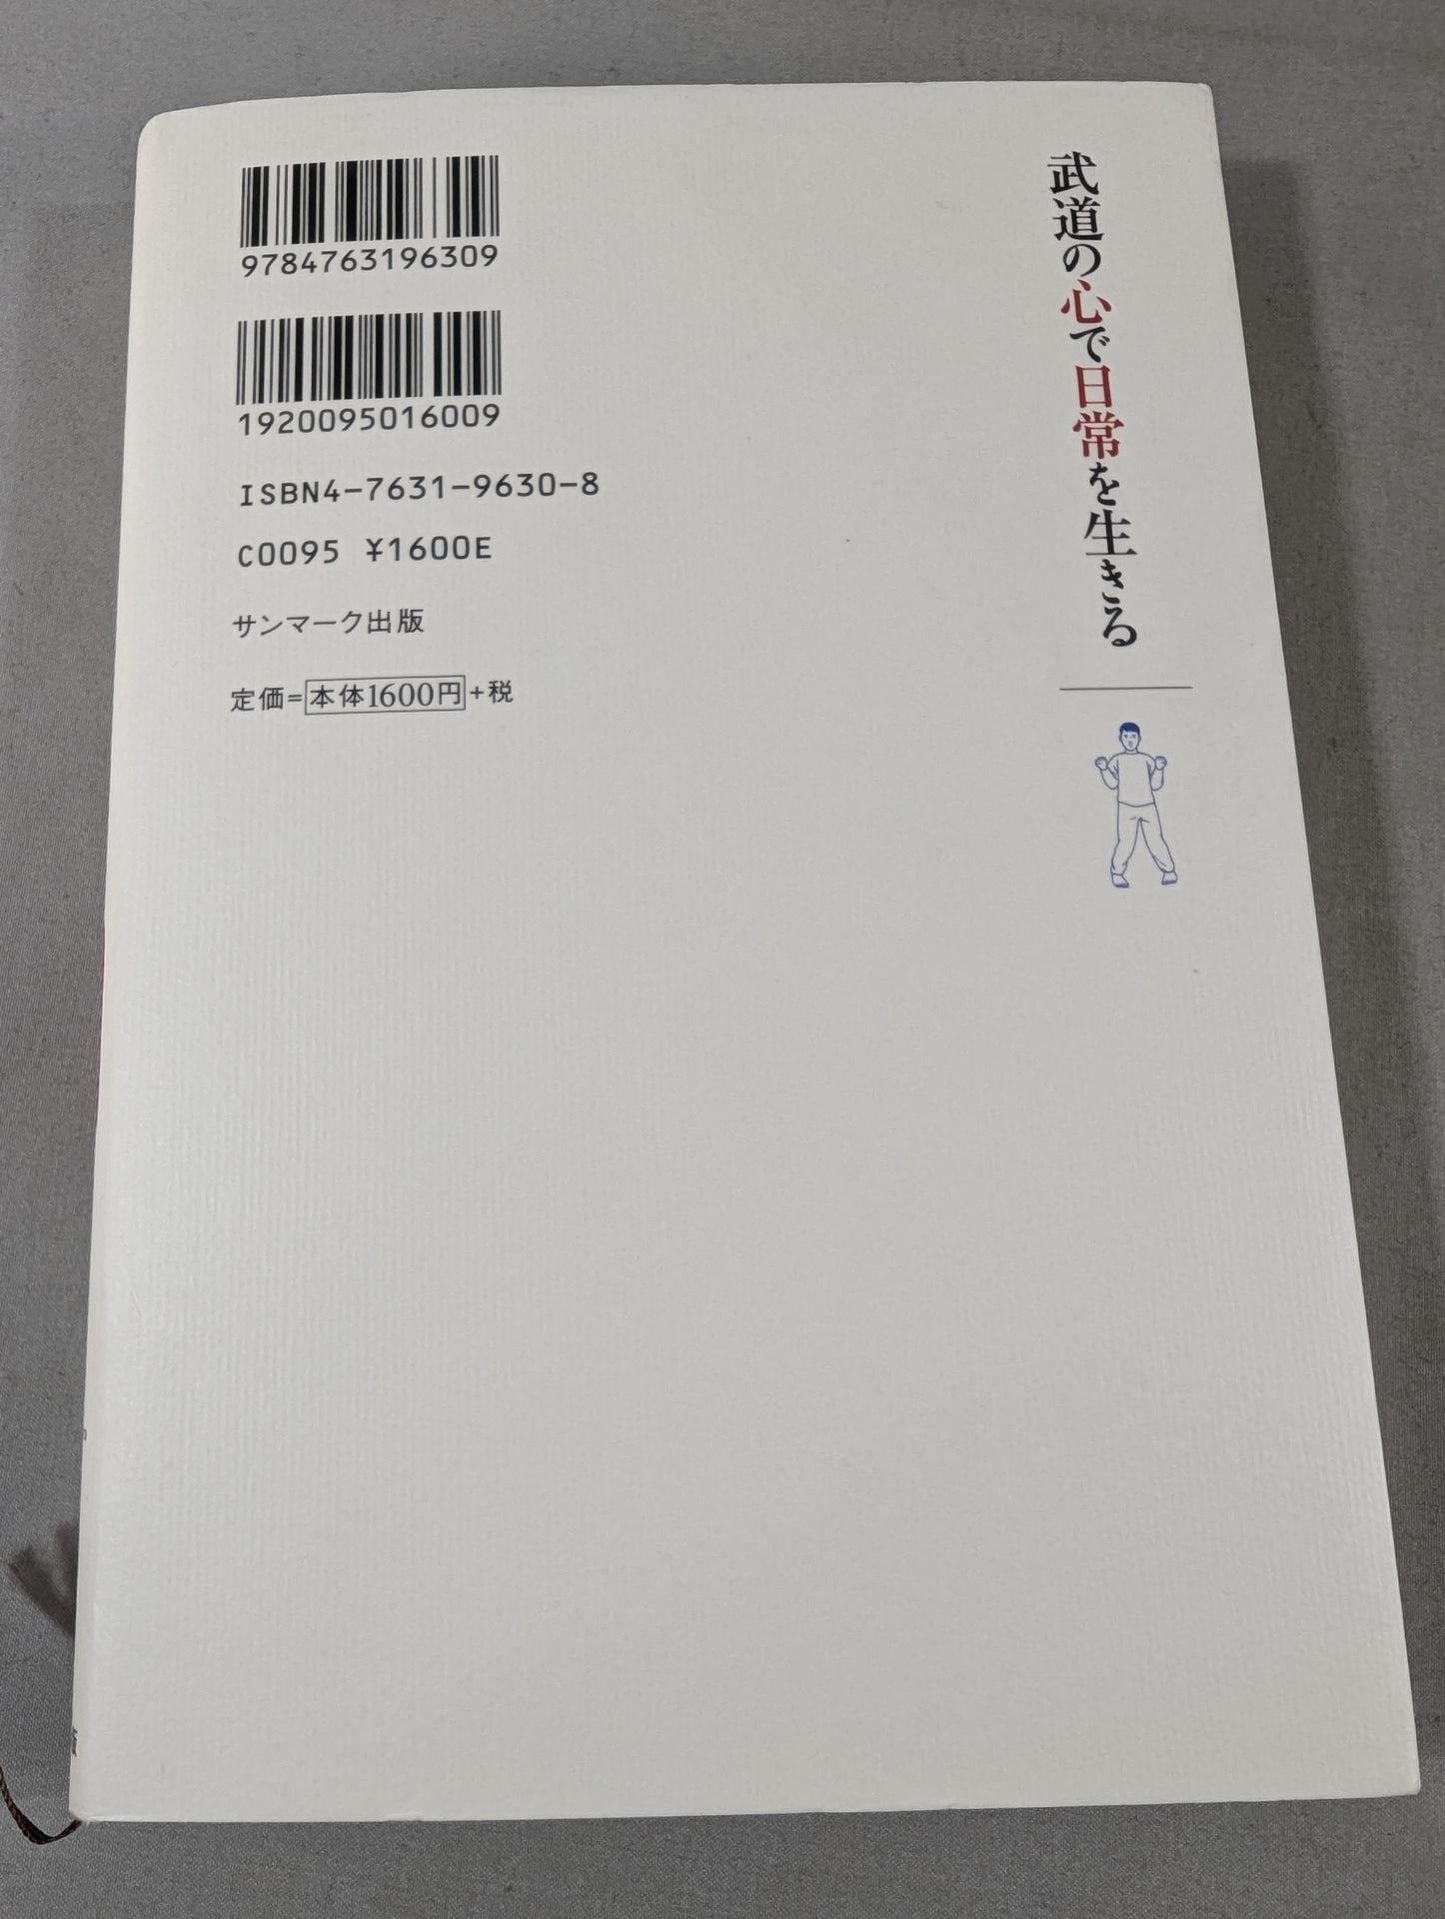 武道の心で日常を生きる
9784763196309
1920095016009
ISBN4-7631-9630-8
C0095 ¥1600E
サンマーク出版
定価=本体1600円+税